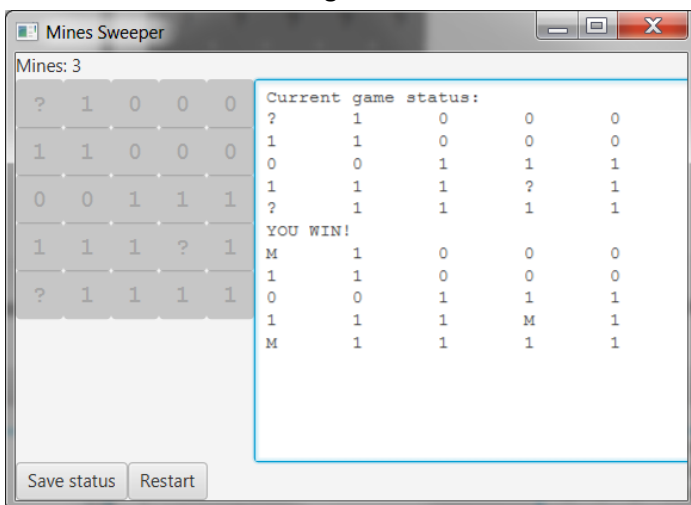 Mines Sweeper
Mines: 3
? 1 0 0 0
1 1 0 0 0
0 0 1 1 1
1 1 1 ? 1
? 1 1 1 1
Current game status:
? 1 0 0 0
1 1 0 0 0
0 0 1 1 1
1 1 1 ? 1
? 1 1 1 1
YOU WIN!
M 1 0 0 0
1 1 0 0 0
0 0 1 1 1
1 1 1 M 1
M 1 1 1 1
Save status Restart